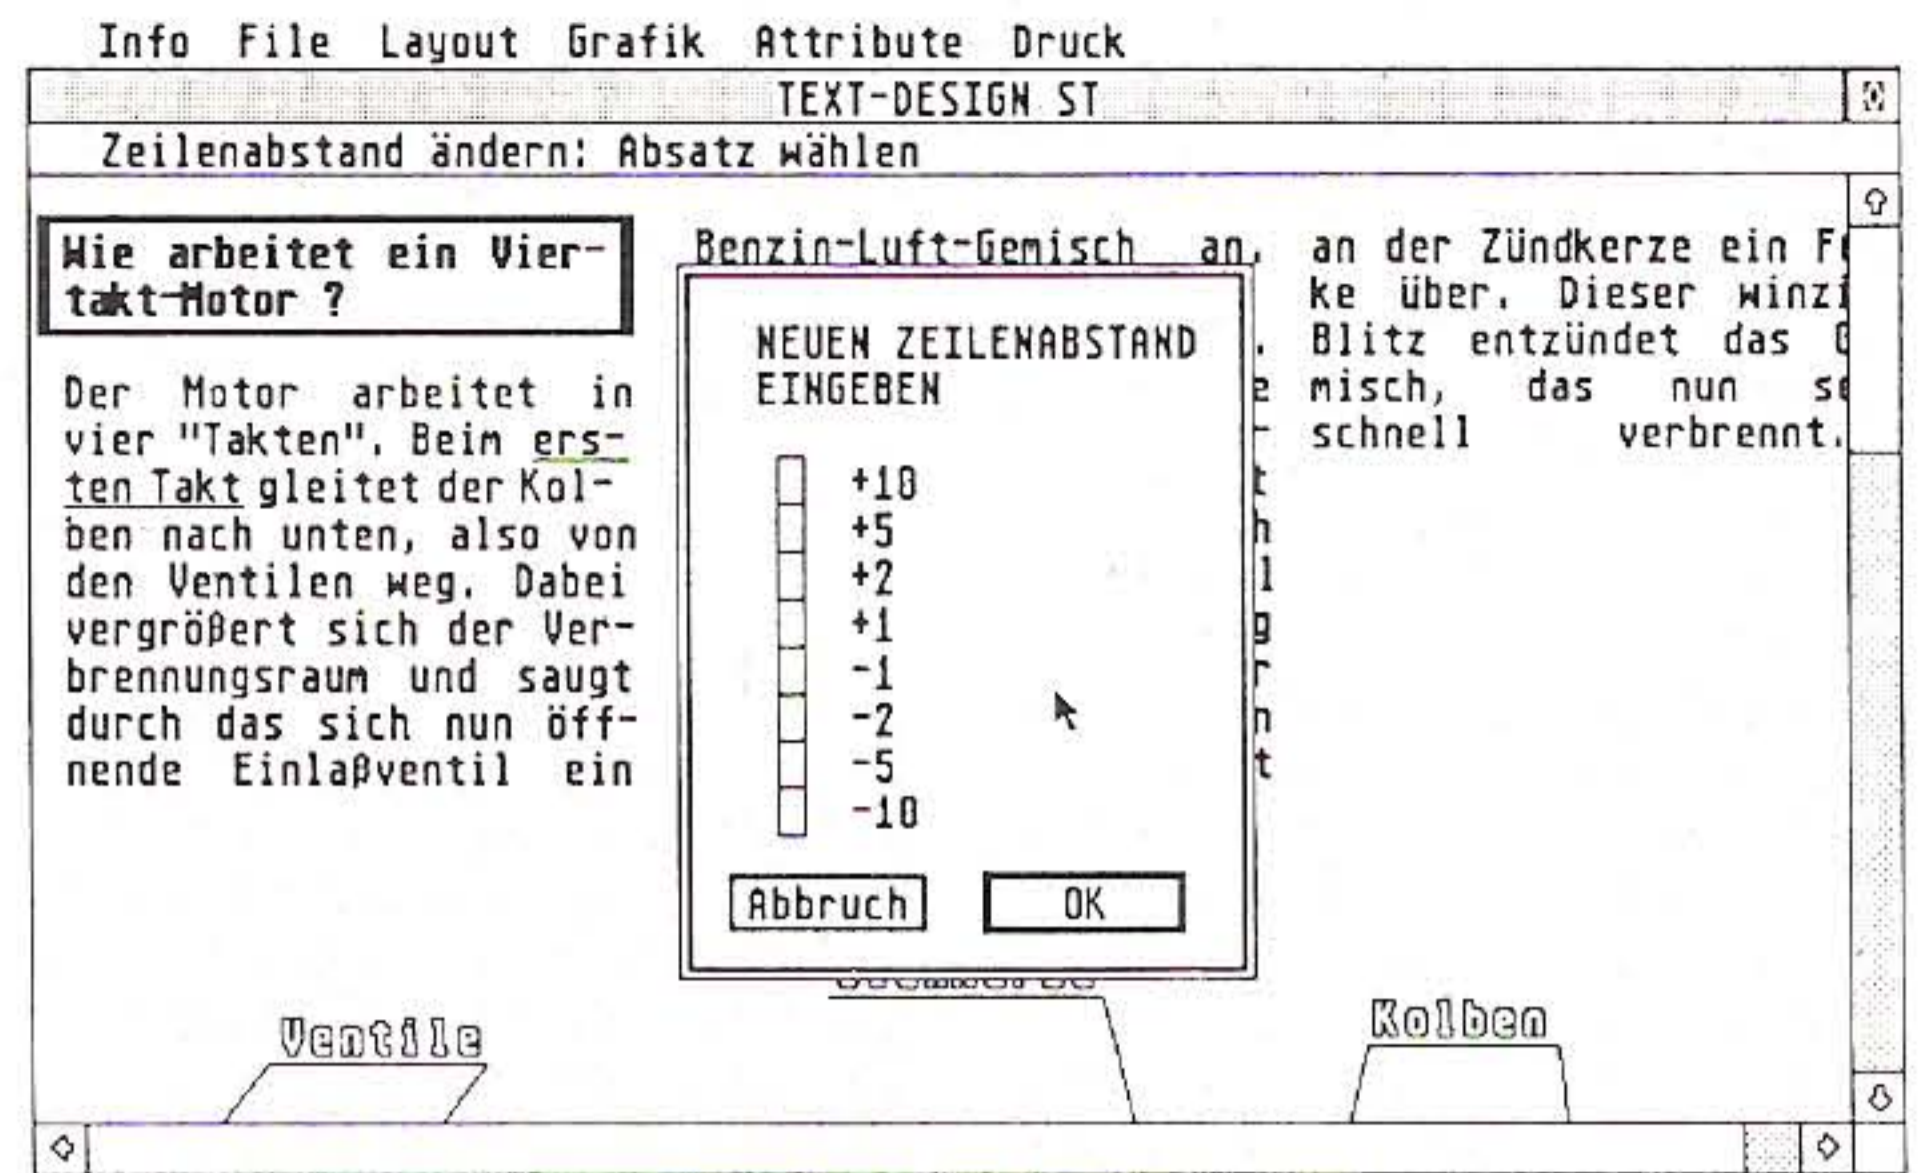 Info File Layout Grafik Attribute Druck
TEXT-DESIGN ST
Zeilenabstand ändern: Absatz wählen
Wie arbeitet ein Vier-
takt-Motor ?
Der Motor arbeitet in
vier "Takten". Beim ers-
ten Takt gleitet der Kol-
ben nach unten, also von
den Ventilen weg. Dabei
vergrößert sich der Ver-
brennungsraum und saugt
durch das sich nun öff-
nende Einlaßventil ein
Benzin-Luft-Gemisch an.
NEUEN ZEILENABSTAND
EINGEBEN
+10
+5
+2
+1
-1
-2
-5
-10
Abbruch OK
an der Zündkerze ein
ke über. Dieser winzi
Blitz entzündet das
misch, das nun
schnell verbrennt.
Ventile
Kolben